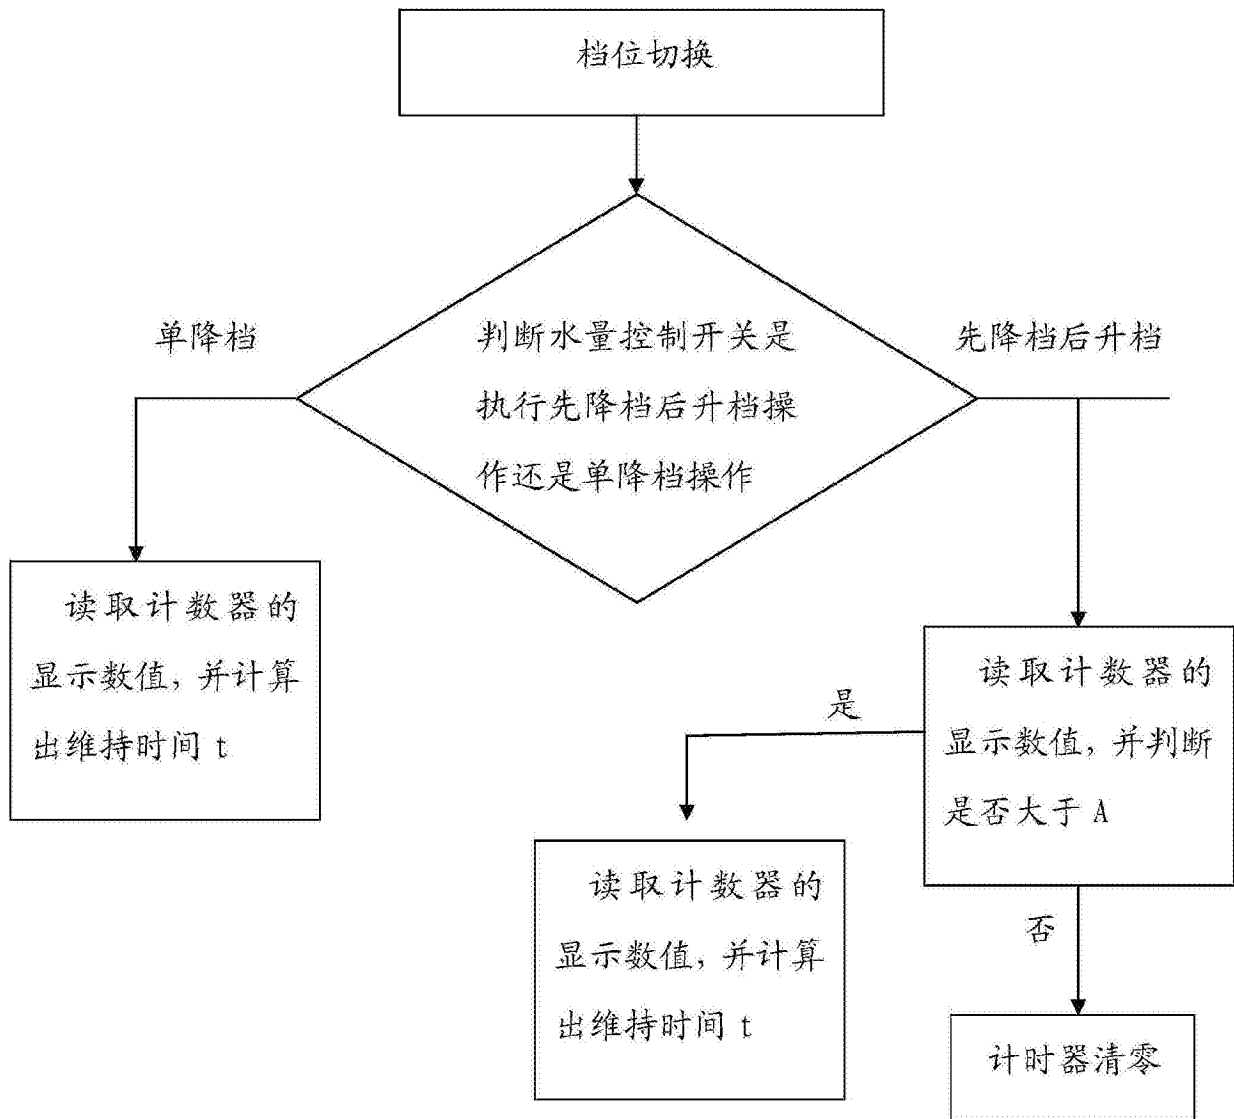 档位切换
单降档
判断水量控制开关是
执行先降档后升档操
作还是单降档操作
先降档后升档
读取计数器的
显示数值，并计算
出维持时间 t
读取计数器的
显示数值，并判断
是否大于 A
是
读取计数器的
显示数值，并计算
出维持时间 t
否
计时器清零